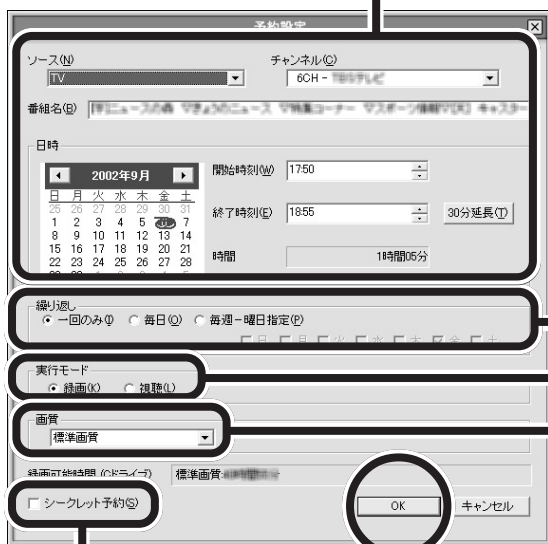 予約設定
ソース(N) チャンネル(C)
TV 6CH -
番組名(B)
日時
2002年9月 開始時刻(W) 17:50
日 月 火 水 木 金 土
25 26 27 28 29 30 31 終了時刻(E) 18:55 30分延長(T)
1 2 3 4 5 7
8 9 10 11 12 13 14
15 16 17 18 19 20 21 時間 1時間05分
22 23 24 25 26 27 28
繰り返し
一回のみ(I) 毎日(O) 毎週-曜日指定(P)
日 月 火 水 木 金 土
実行モード
録画(K) 視聴(L)
画質
標準画質
録画可能時間 (Cドライブ) 標準画質:
シークレット予約(S) OK キャンセル